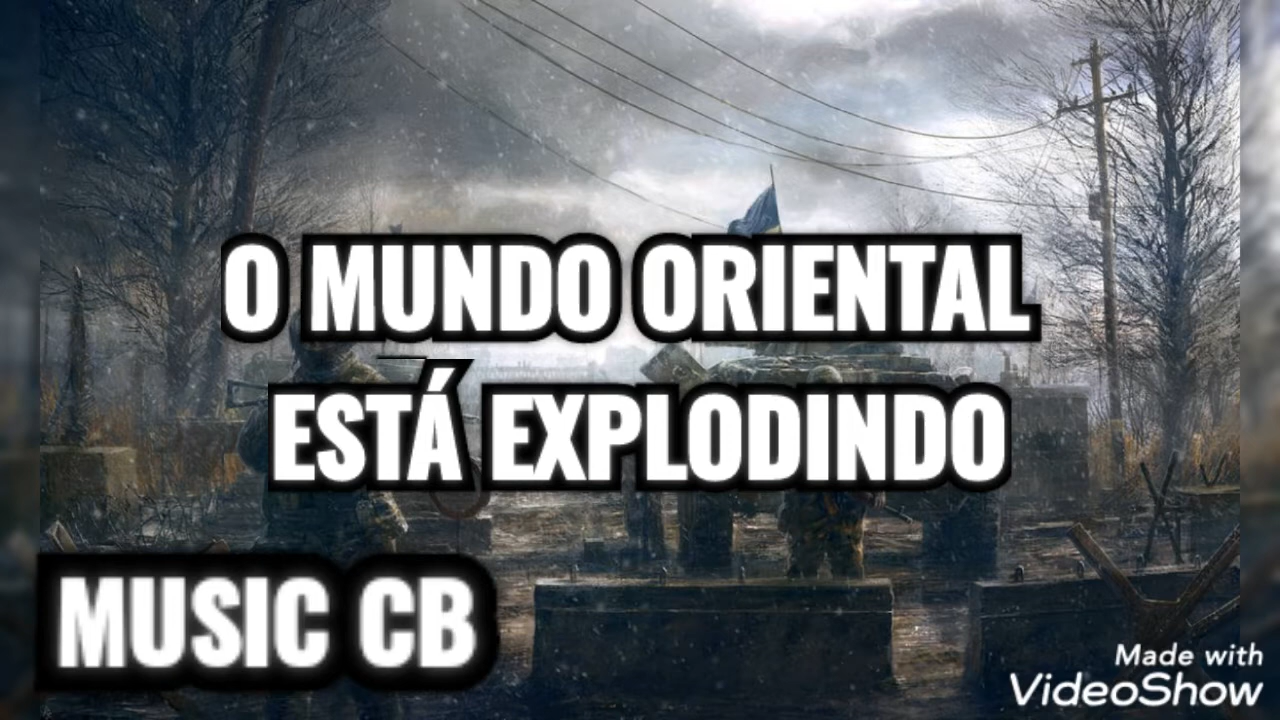 O MUNDO ORIENTAL
ESTÁ EXPLODINDO
MUSIC CB
Made with
VideoShow